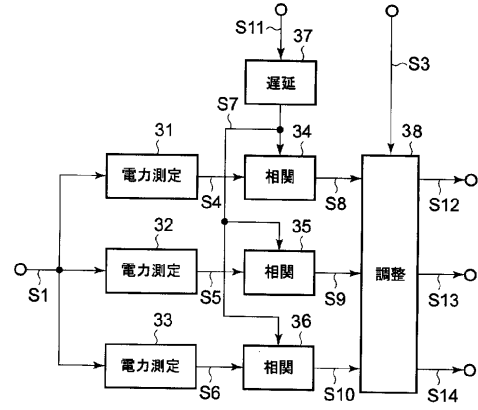 S11
37
遅延
S3
S7
31
34
38
電力測定
相関
S4
S8
S12
32
35
電力測定
相関
調整
S1
S5
S9
S13
33
36
電力測定
相関
S6
S10
S14